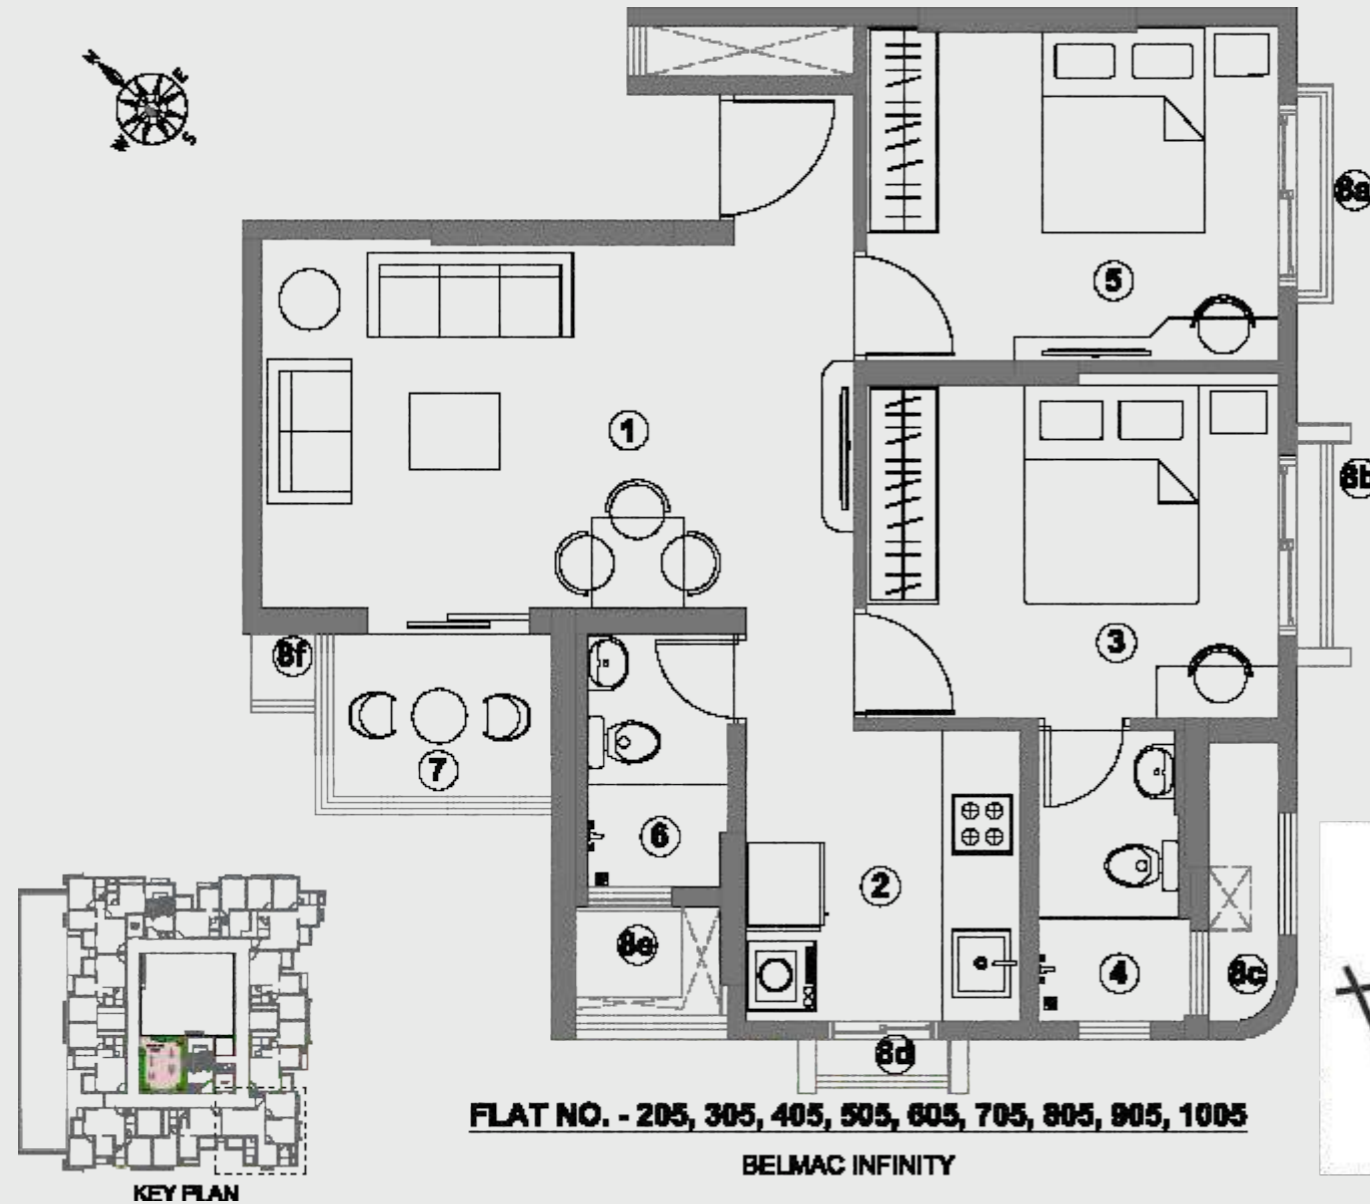 N
E
W
S
8a
5
1
8b
3
8f
7
6
2
8e
4
8c
8d
FLAT NO. - 205, 305, 405, 505, 605, 705, 805, 905, 1005
BELMAC INFINITY
KEY PLAN